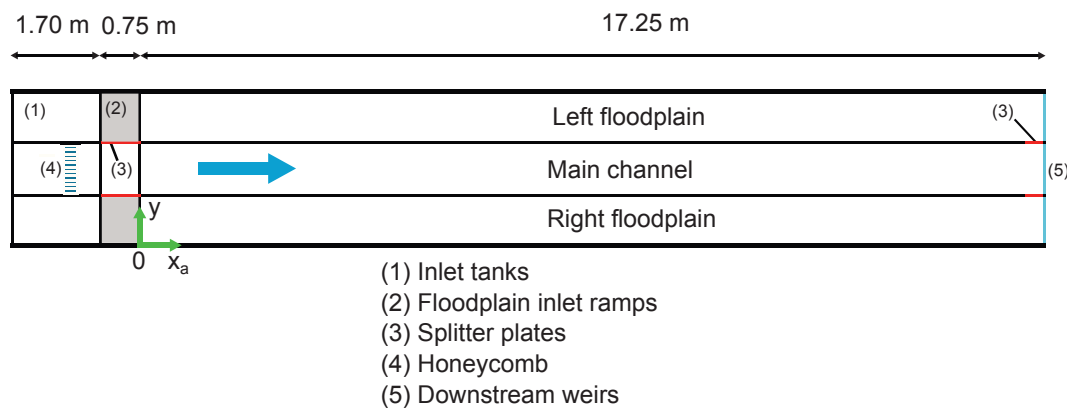 1.70 m 0.75 m 17.25 m
(1) (2) Left floodplain (3)
(4) (3) Main channel (5)
y Right floodplain
0 xₐ
(1) Inlet tanks
(2) Floodplain inlet ramps
(3) Splitter plates
(4) Honeycomb
(5) Downstream weirs